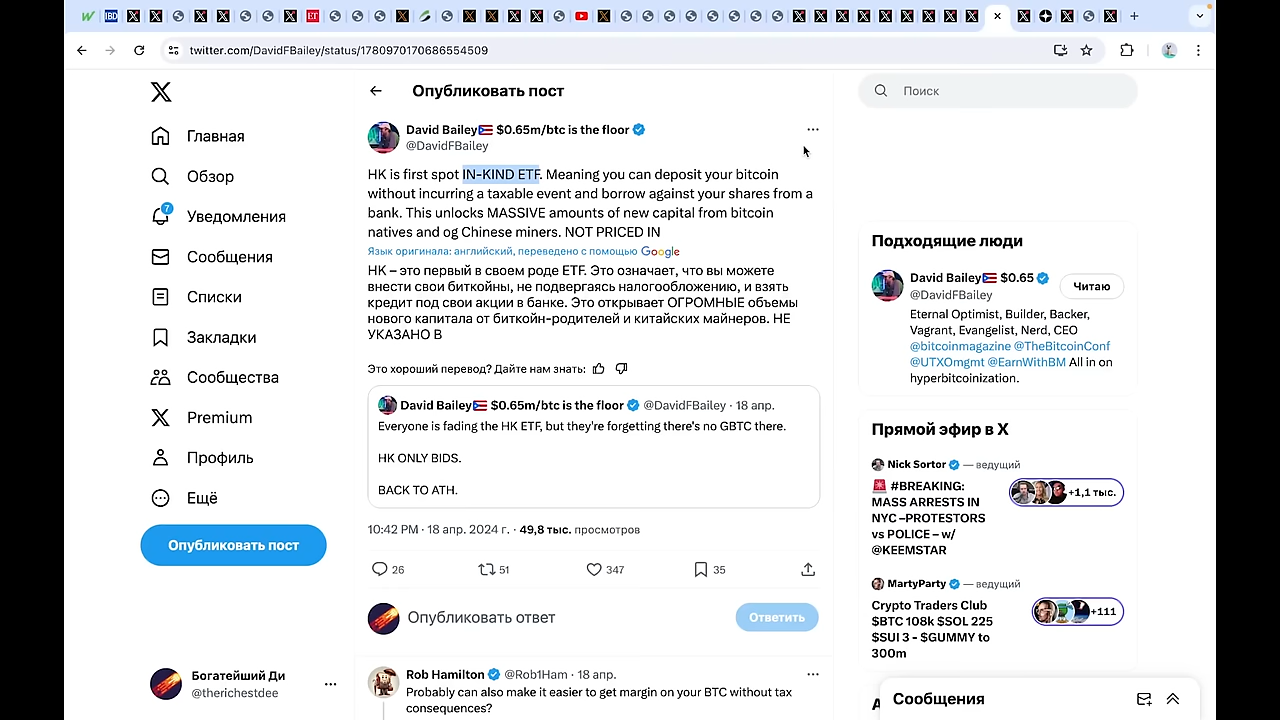 twitter.com/DavidFBailey/status/1780970170686554509
Опубликовать пост
Поиск
Главная
Обзор
7
Уведомления
Сообщения
Списки
Закладки
Сообщества
Premium
Профиль
Ещё
Опубликовать пост
Богатейший Ди
@therichestdee
David Bailey $0.65m/btc is the floor
@DavidFBailey
HK is first spot IN-KIND ETF. Meaning you can deposit your bitcoin
without incurring a taxable event and borrow against your shares from a
bank. This unlocks MASSIVE amounts of new capital from bitcoin
natives and og Chinese miners. NOT PRICED IN
Язык оригинала: английский, переведено с помощью Google
НК – это первый в своем роде ETF. Это означает, что вы можете
внести свои биткойны, не подвергаясь налогообложению, и взять
кредит под свои акции в банке. Это открывает ОГРОМНЫЕ объемы
нового капитала от биткойн-родителей и китайских майнеров. НЕ
УКАЗАНО В
Это хороший перевод? Дайте нам знать:
David Bailey $0.65m/btc is the floor @DavidFBailey · 18 апр.
Everyone is fading the HK ETF, but they're forgetting there's no GBTC there.
HK ONLY BIDS.
BACK TO ATH.
10:42 PM · 18 апр. 2024 г. · 49,8 тыс. просмотров
26 51 347 35
Опубликовать ответ
Ответить
Rob Hamilton @Rob1Ham · 18 апр.
Probably can also make it easier to get margin on your BTC without tax
consequences?
Подходящие люди
David Bailey $0.65
@DavidFBailey
Читаю
Eternal Optimist, Builder, Backer,
Vagrant, Evangelist, Nerd, CEO
@bitcoinmagazine @TheBitcoinConf
@UTXOmgmt @EarnWithBM All in on
hyperbitcoinization.
Прямой эфир в X
Nick Sortor — ведущий
#BREAKING:
MASS ARRESTS IN
NYC –PROTESTORS
vs POLICE – w/
@KEEMSTAR
+1,1 тыс.
MartyParty — ведущий
Crypto Traders Club
$BTC 108k $SOL 225
$SUI 3 - $GUMMY to
300m
+111
Сообщения